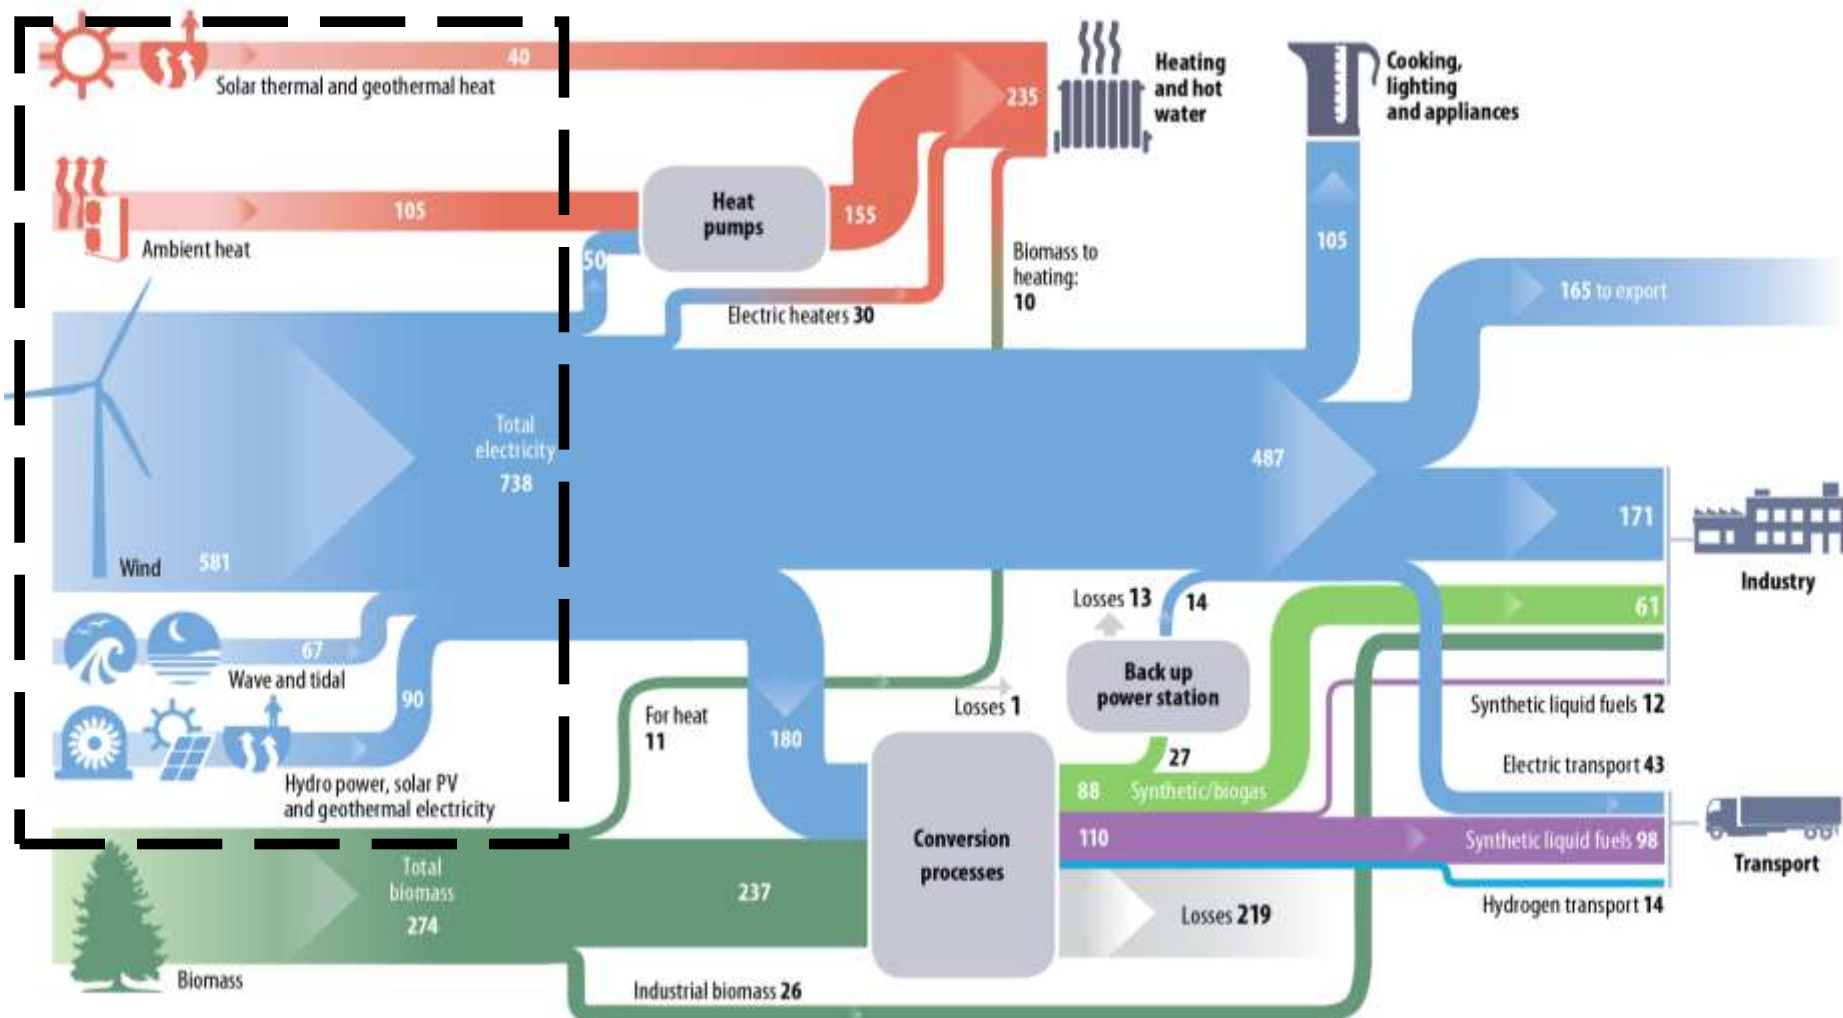 40
Solar thermal and geothermal heat
235
Heating
and hot
water
Cooking,
lighting
and appliances
105
Ambient heat
Heat
pumps
155
50
Electric heaters 30
Biomass to
heating:
10
105
165 to export
Total
electricity
738
487
171
Industry
Wind
581
67
Wave and tidal
90
Hydro power, solar PV
and geothermal electricity
For heat
11
180
Losses 1
Losses 13
14
Back up
power station
27
61
Synthetic liquid fuels 12
Electric transport 43
88
Synthetic/biogas
110
Synthetic liquid fuels 98
Transport
Hydrogen transport 14
Conversion
processes
Losses 219
Total
biomass
274
237
Biomass
Industrial biomass 26